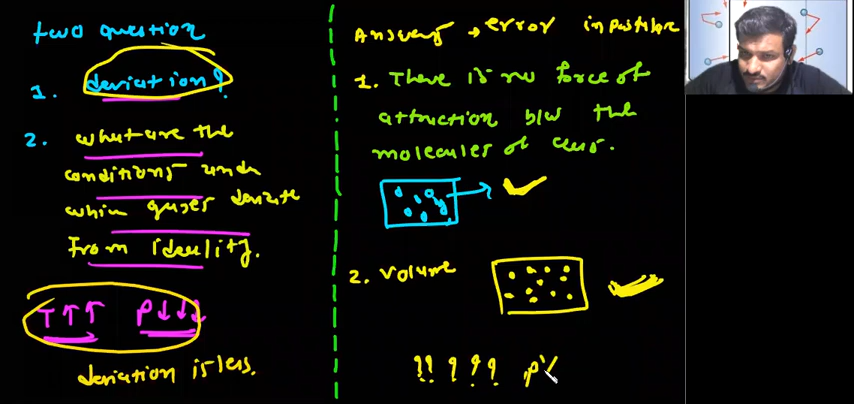 two question
1. deviation?
2. what are the
conditions under
which gases deviate
from ideality.
T↑↑↑ P↓↓↓
deviation is less.
Answer → error in postulate
1. There is no force of
attraction b/w the
molecules of
2. Volume
!! ? ? ?